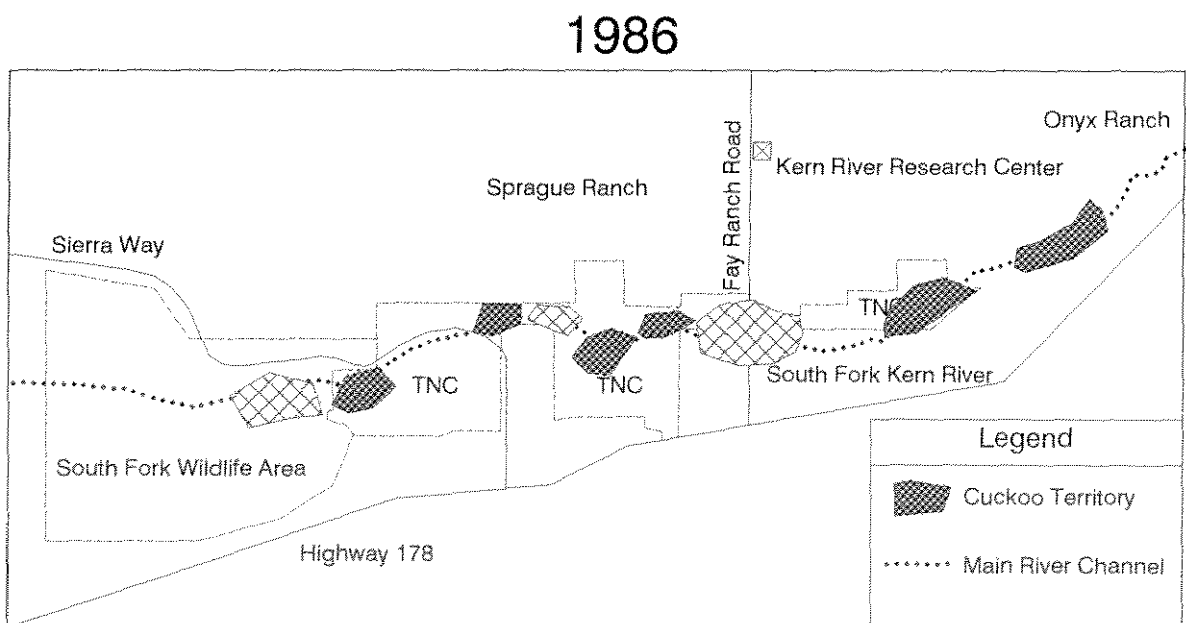 1986
Onyx Ranch
Fay Ranch Road
Kern River Research Center
Sprague Ranch
Sierra Way
TNC
TNC
TNC
South Fork Kern River
South Fork Wildlife Area
Highway 178
Legend
Cuckoo Territory
Main River Channel